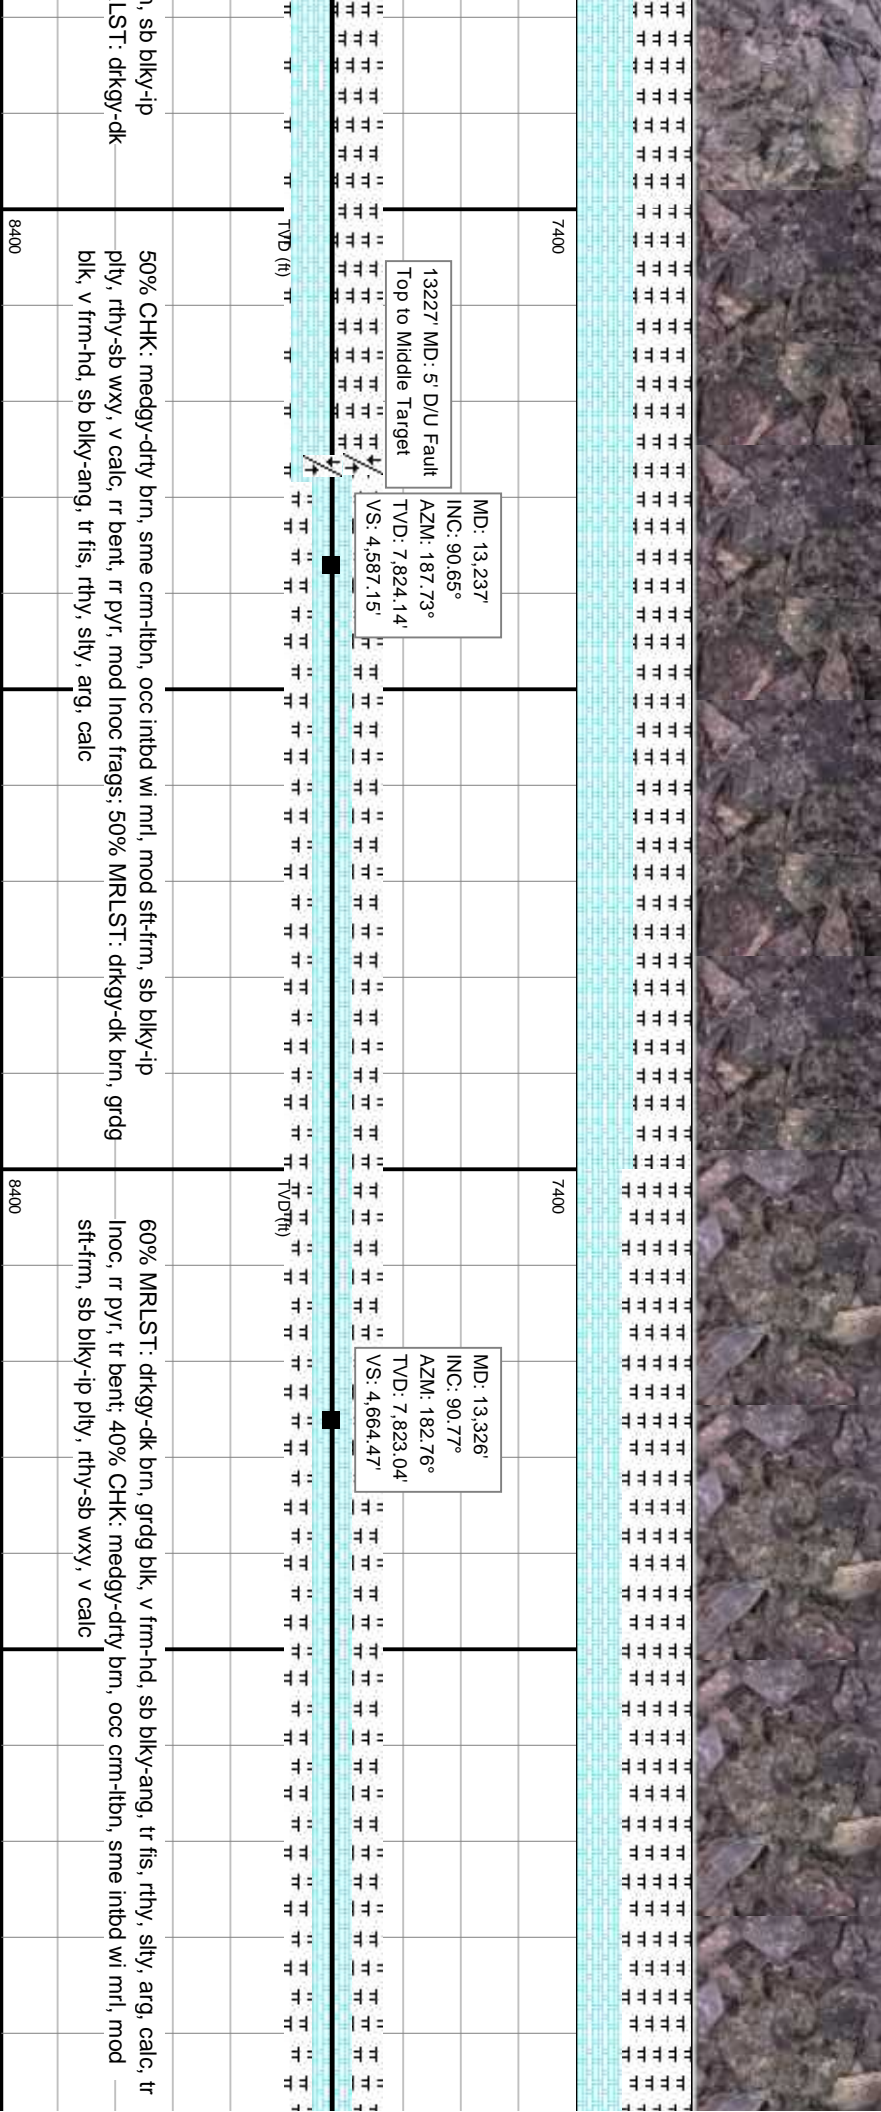 n, sb blky-ip
LST: drkgy-dk
7400
TVD (ft)
8400
13227' MD: 5' D/U Fault
Top to Middle Target
MD: 13,237'
INC: 90.65°
AZM: 187.73°
TVD: 7,824.14'
VS: 4,587.15'
50% CHK: medgy-drty brn, sme crm-ltbn, occ intbd wi mrl, mod sft-frm, sb blky-ip
plty, rthy-sb wxy, v calc, rr bent, rr pyr, mod Inoc frags; 50% MRLST: drkgy-dk brn, grdg
blk, v frm-hd, sb blky-ang, tr fis, rthy, slty, arg, calc
7400
TVD (ft)
8400
MD: 13,326'
INC: 90.77°
AZM: 182.76°
TVD: 7,823.04'
VS: 4,664.47'
60% MRLST: drkgy-dk brn, grdg blk, v frm-hd, sb blky-ang, tr fis, rthy, slty, arg, calc, tr
Inoc, rr pyr, tr bent; 40% CHK: medgy-drty brn, occ crm-ltbn, sme intbd wi mrl, mod
sft-frm, sb blky-ip plty, rthy-sb wxy, v calc